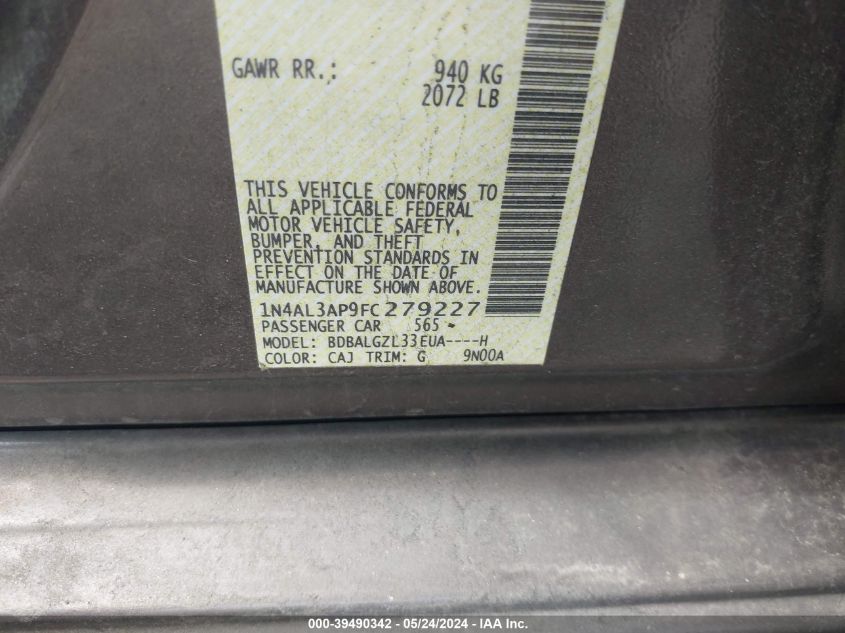 GAWR RR.: 940 KG
2072 LB
THIS VEHICLE CONFORMS TO
ALL APPLICABLE FEDERAL
MOTOR VEHICLE SAFETY,
BUMPER, AND THEFT
PREVENTION STANDARDS IN
EFFECT ON THE DATE OF
MANUFACTURE SHOWN ABOVE.
1N4AL3AP9FC279227
PASSENGER CAR 565
MODEL: BDBALGZL33EUA----H
COLOR: CAJ TRIM: G 9N00A
000-39490342 - 05/24/2024 - IAA Inc.